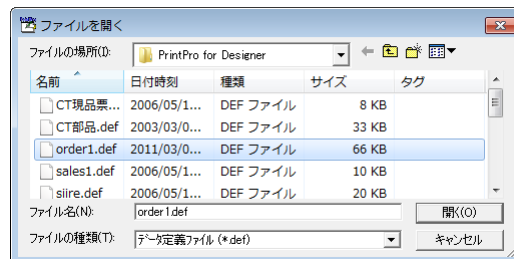 ファイルを開く
ファイルの場所(I): PrintPro for Designer
名前 日付時刻 種類 サイズ タグ
CT現品票... 2006/05/1... DEF ファイル 8 KB
CT部品.def 2003/03/0... DEF ファイル 33 KB
order1.def 2011/03/0... DEF ファイル 66 KB
sales1.def 2006/05/1... DEF ファイル 10 KB
siire.def 2006/05/1... DEF ファイル 20 KB
ファイル名(N): order1.def 開く(O)
ファイルの種類(T): データ定義ファイル (*.def) キャンセル